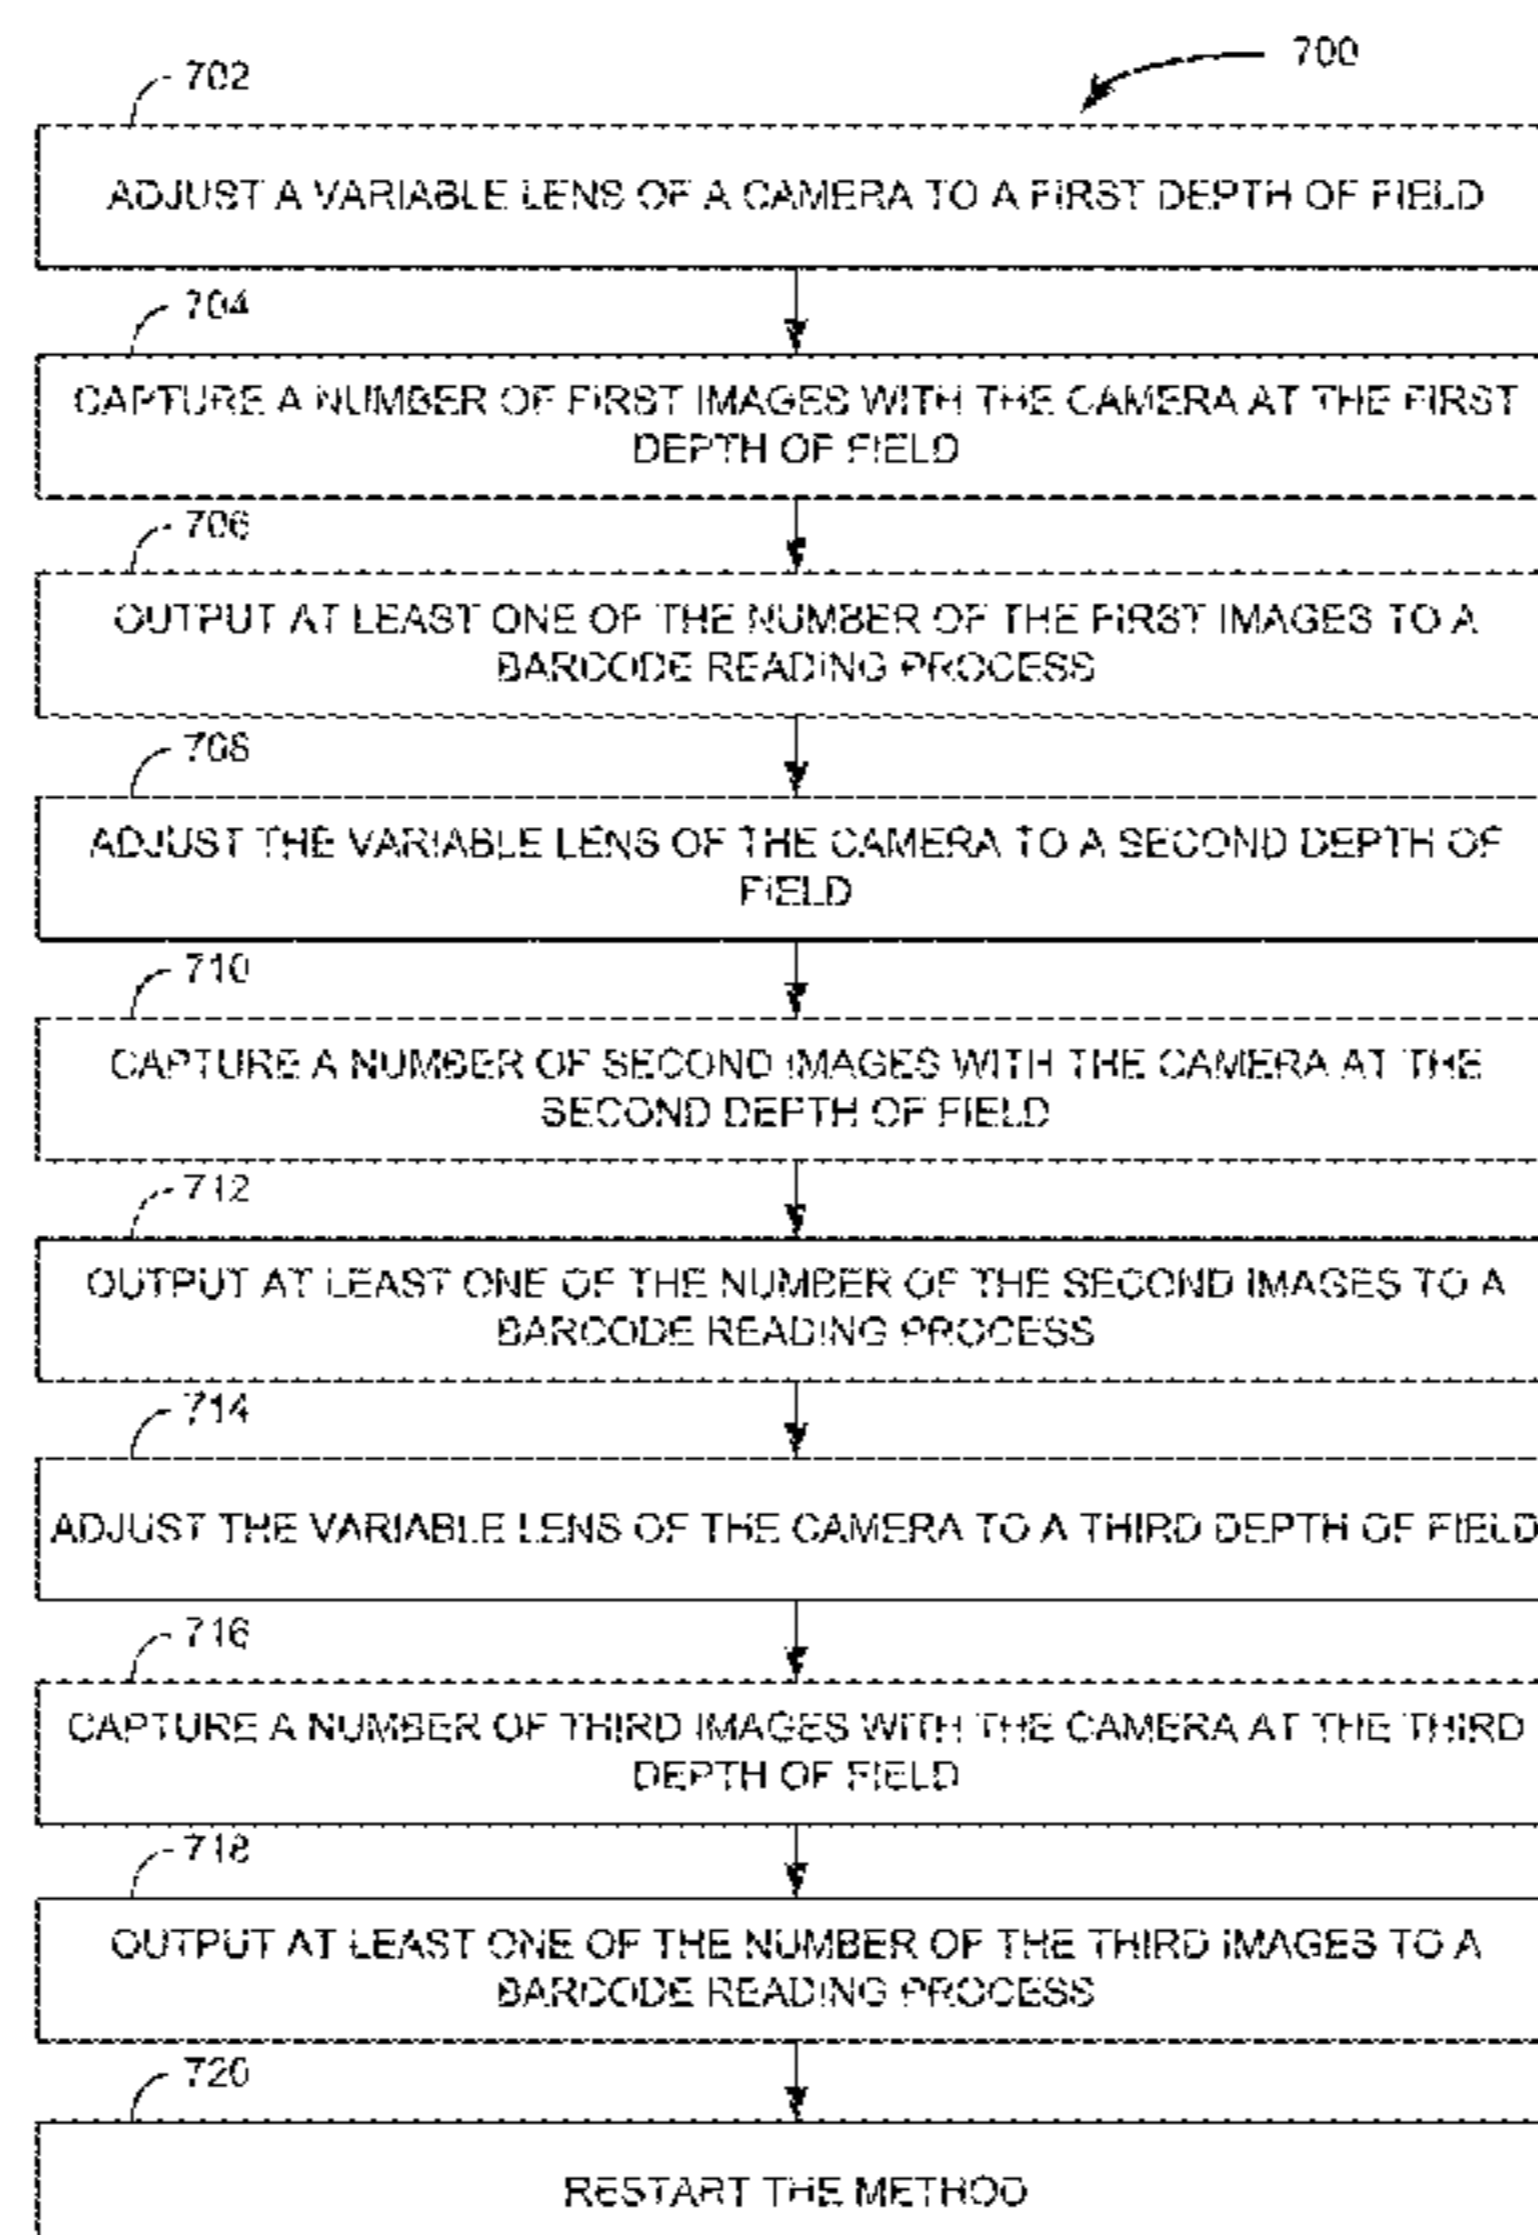 700
702
ADJUST A VARIABLE LENS OF A CAMERA TO A FIRST DEPTH OF FIELD
704
CAPTURE A NUMBER OF FIRST IMAGES WITH THE CAMERA AT THE FIRST
DEPTH OF FIELD
706
OUTPUT AT LEAST ONE OF THE NUMBER OF THE FIRST IMAGES TO A
BARCODE READING PROCESS
708
ADJUST THE VARIABLE LENS OF THE CAMERA TO A SECOND DEPTH OF
FIELD
710
CAPTURE A NUMBER OF SECOND IMAGES WITH THE CAMERA AT THE
SECOND DEPTH OF FIELD
712
OUTPUT AT LEAST ONE OF THE NUMBER OF THE SECOND IMAGES TO A
BARCODE READING PROCESS
714
ADJUST THE VARIABLE LENS OF THE CAMERA TO A THIRD DEPTH OF FIELD
716
CAPTURE A NUMBER OF THIRD IMAGES WITH THE CAMERA AT THE THIRD
DEPTH OF FIELD
718
OUTPUT AT LEAST ONE OF THE NUMBER OF THE THIRD IMAGES TO A
BARCODE READING PROCESS
720
RESTART THE METHOD